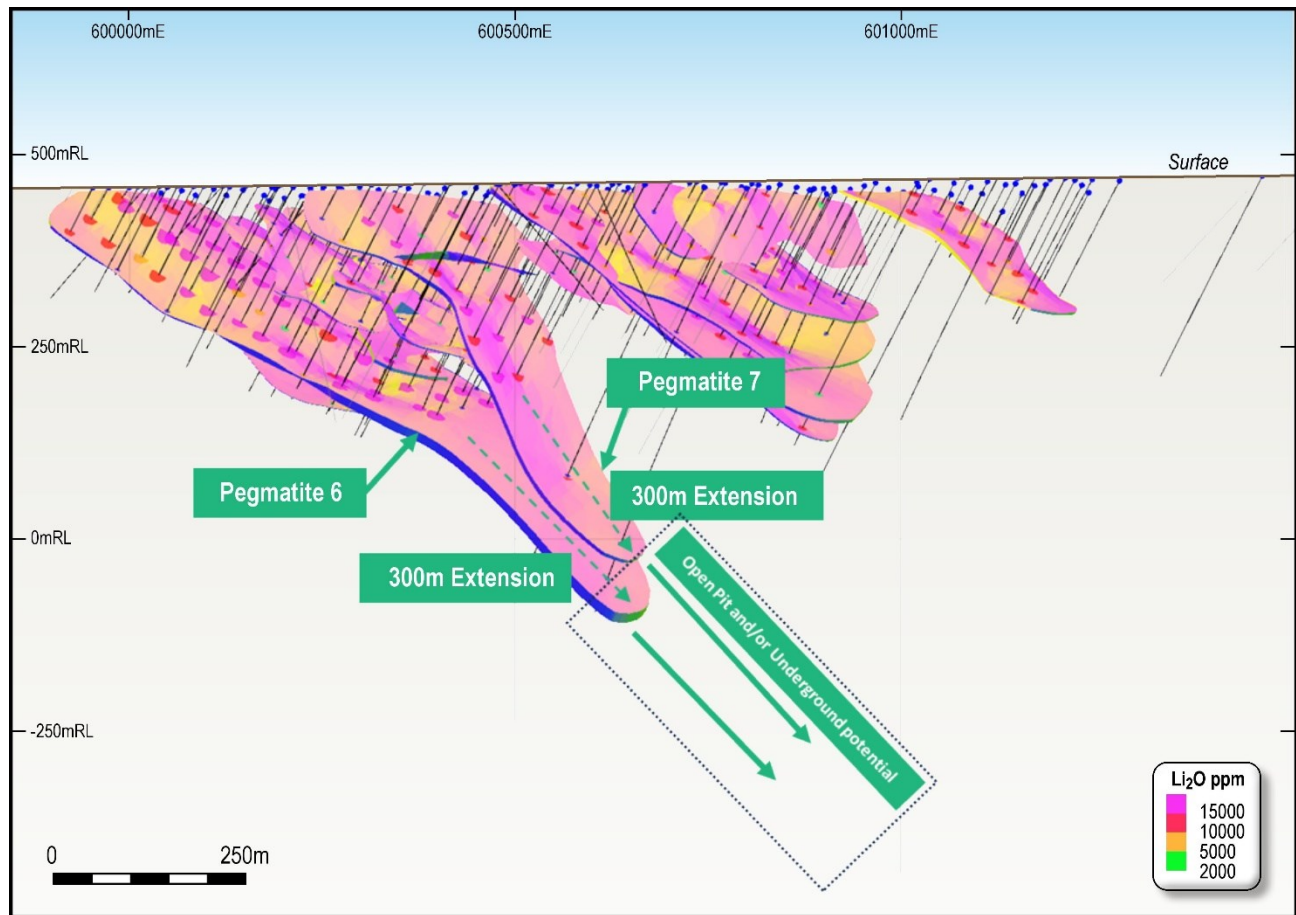 600000mE
600500mE
601000mE
500mRL
Surface
250mRL
Pegmatite 7
Pegmatite 6
300m Extension
0mRL
300m Extension
Open Pit and/or Underground potential
-250mRL
Li₂O ppm
15000
10000
5000
2000
0
250m